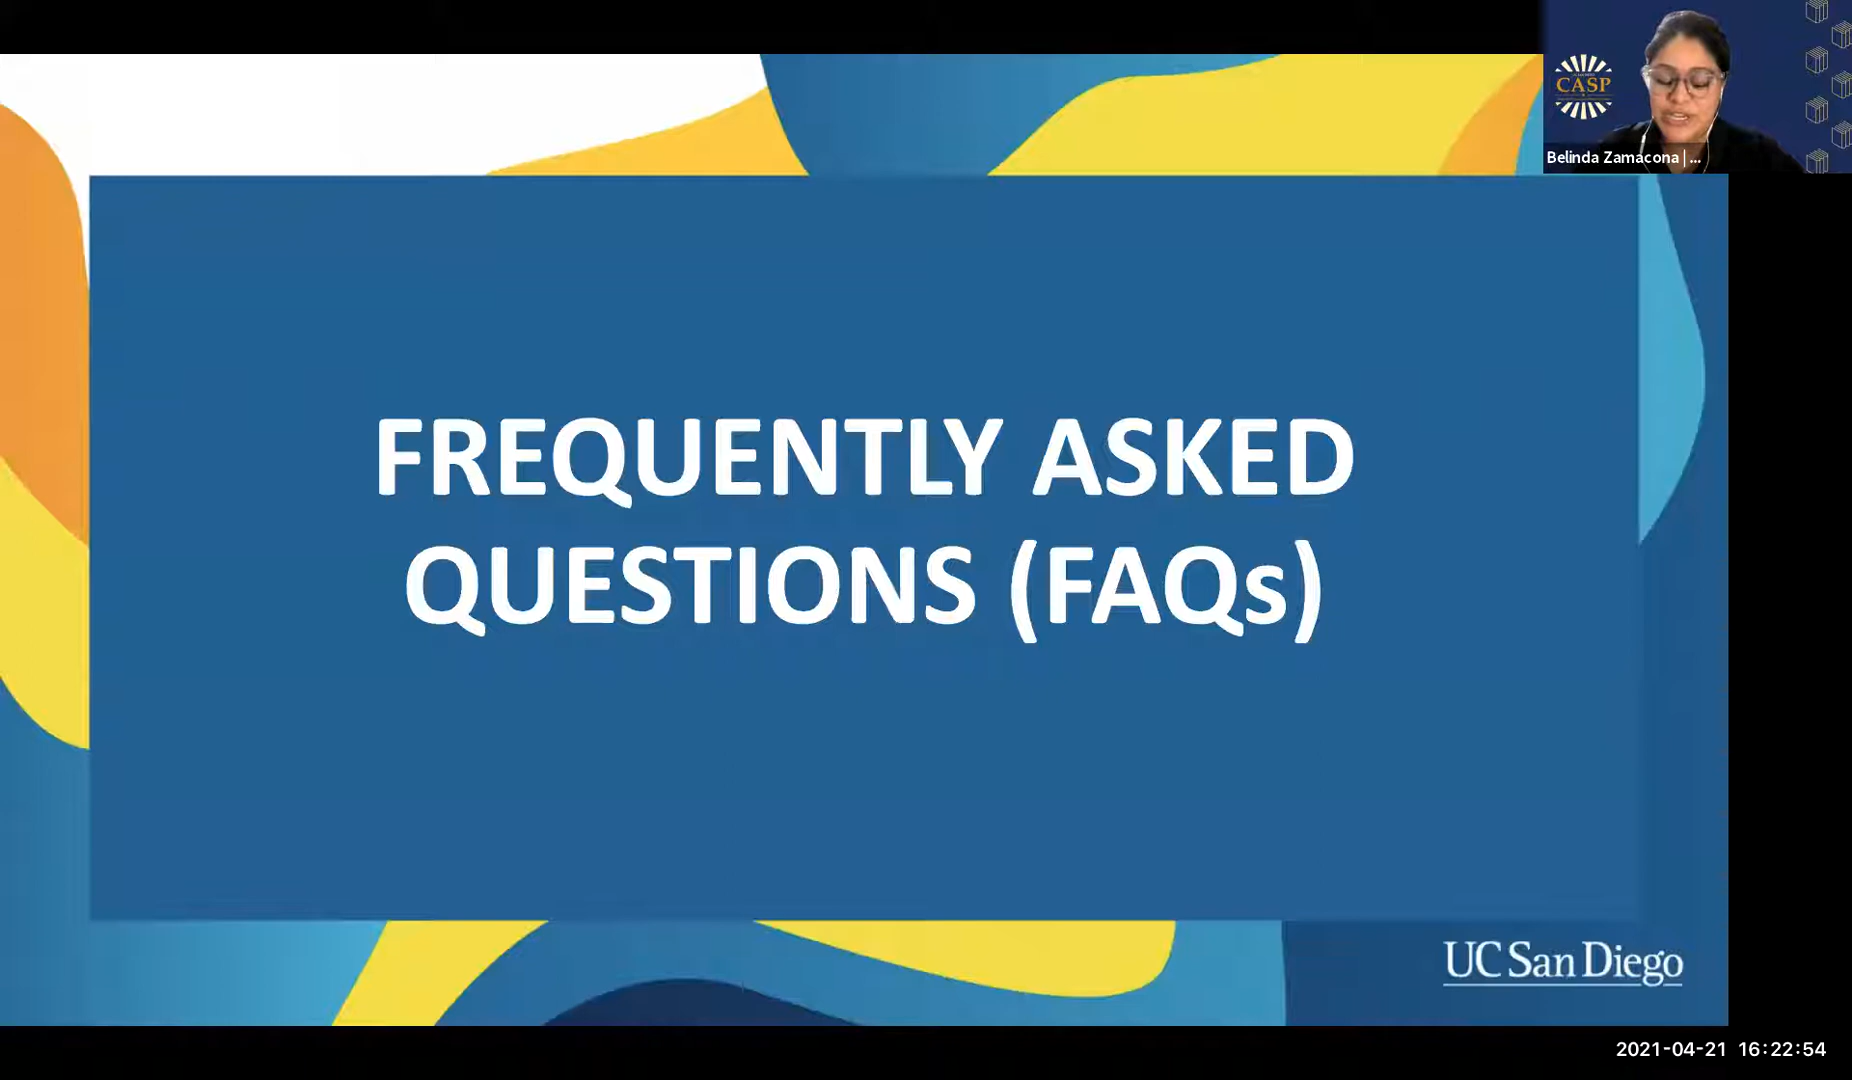 CASP
Belinda Zamacona | ...
FREQUENTLY ASKED
QUESTIONS (FAQs)
UC San Diego
2021-04-21 16:22:54